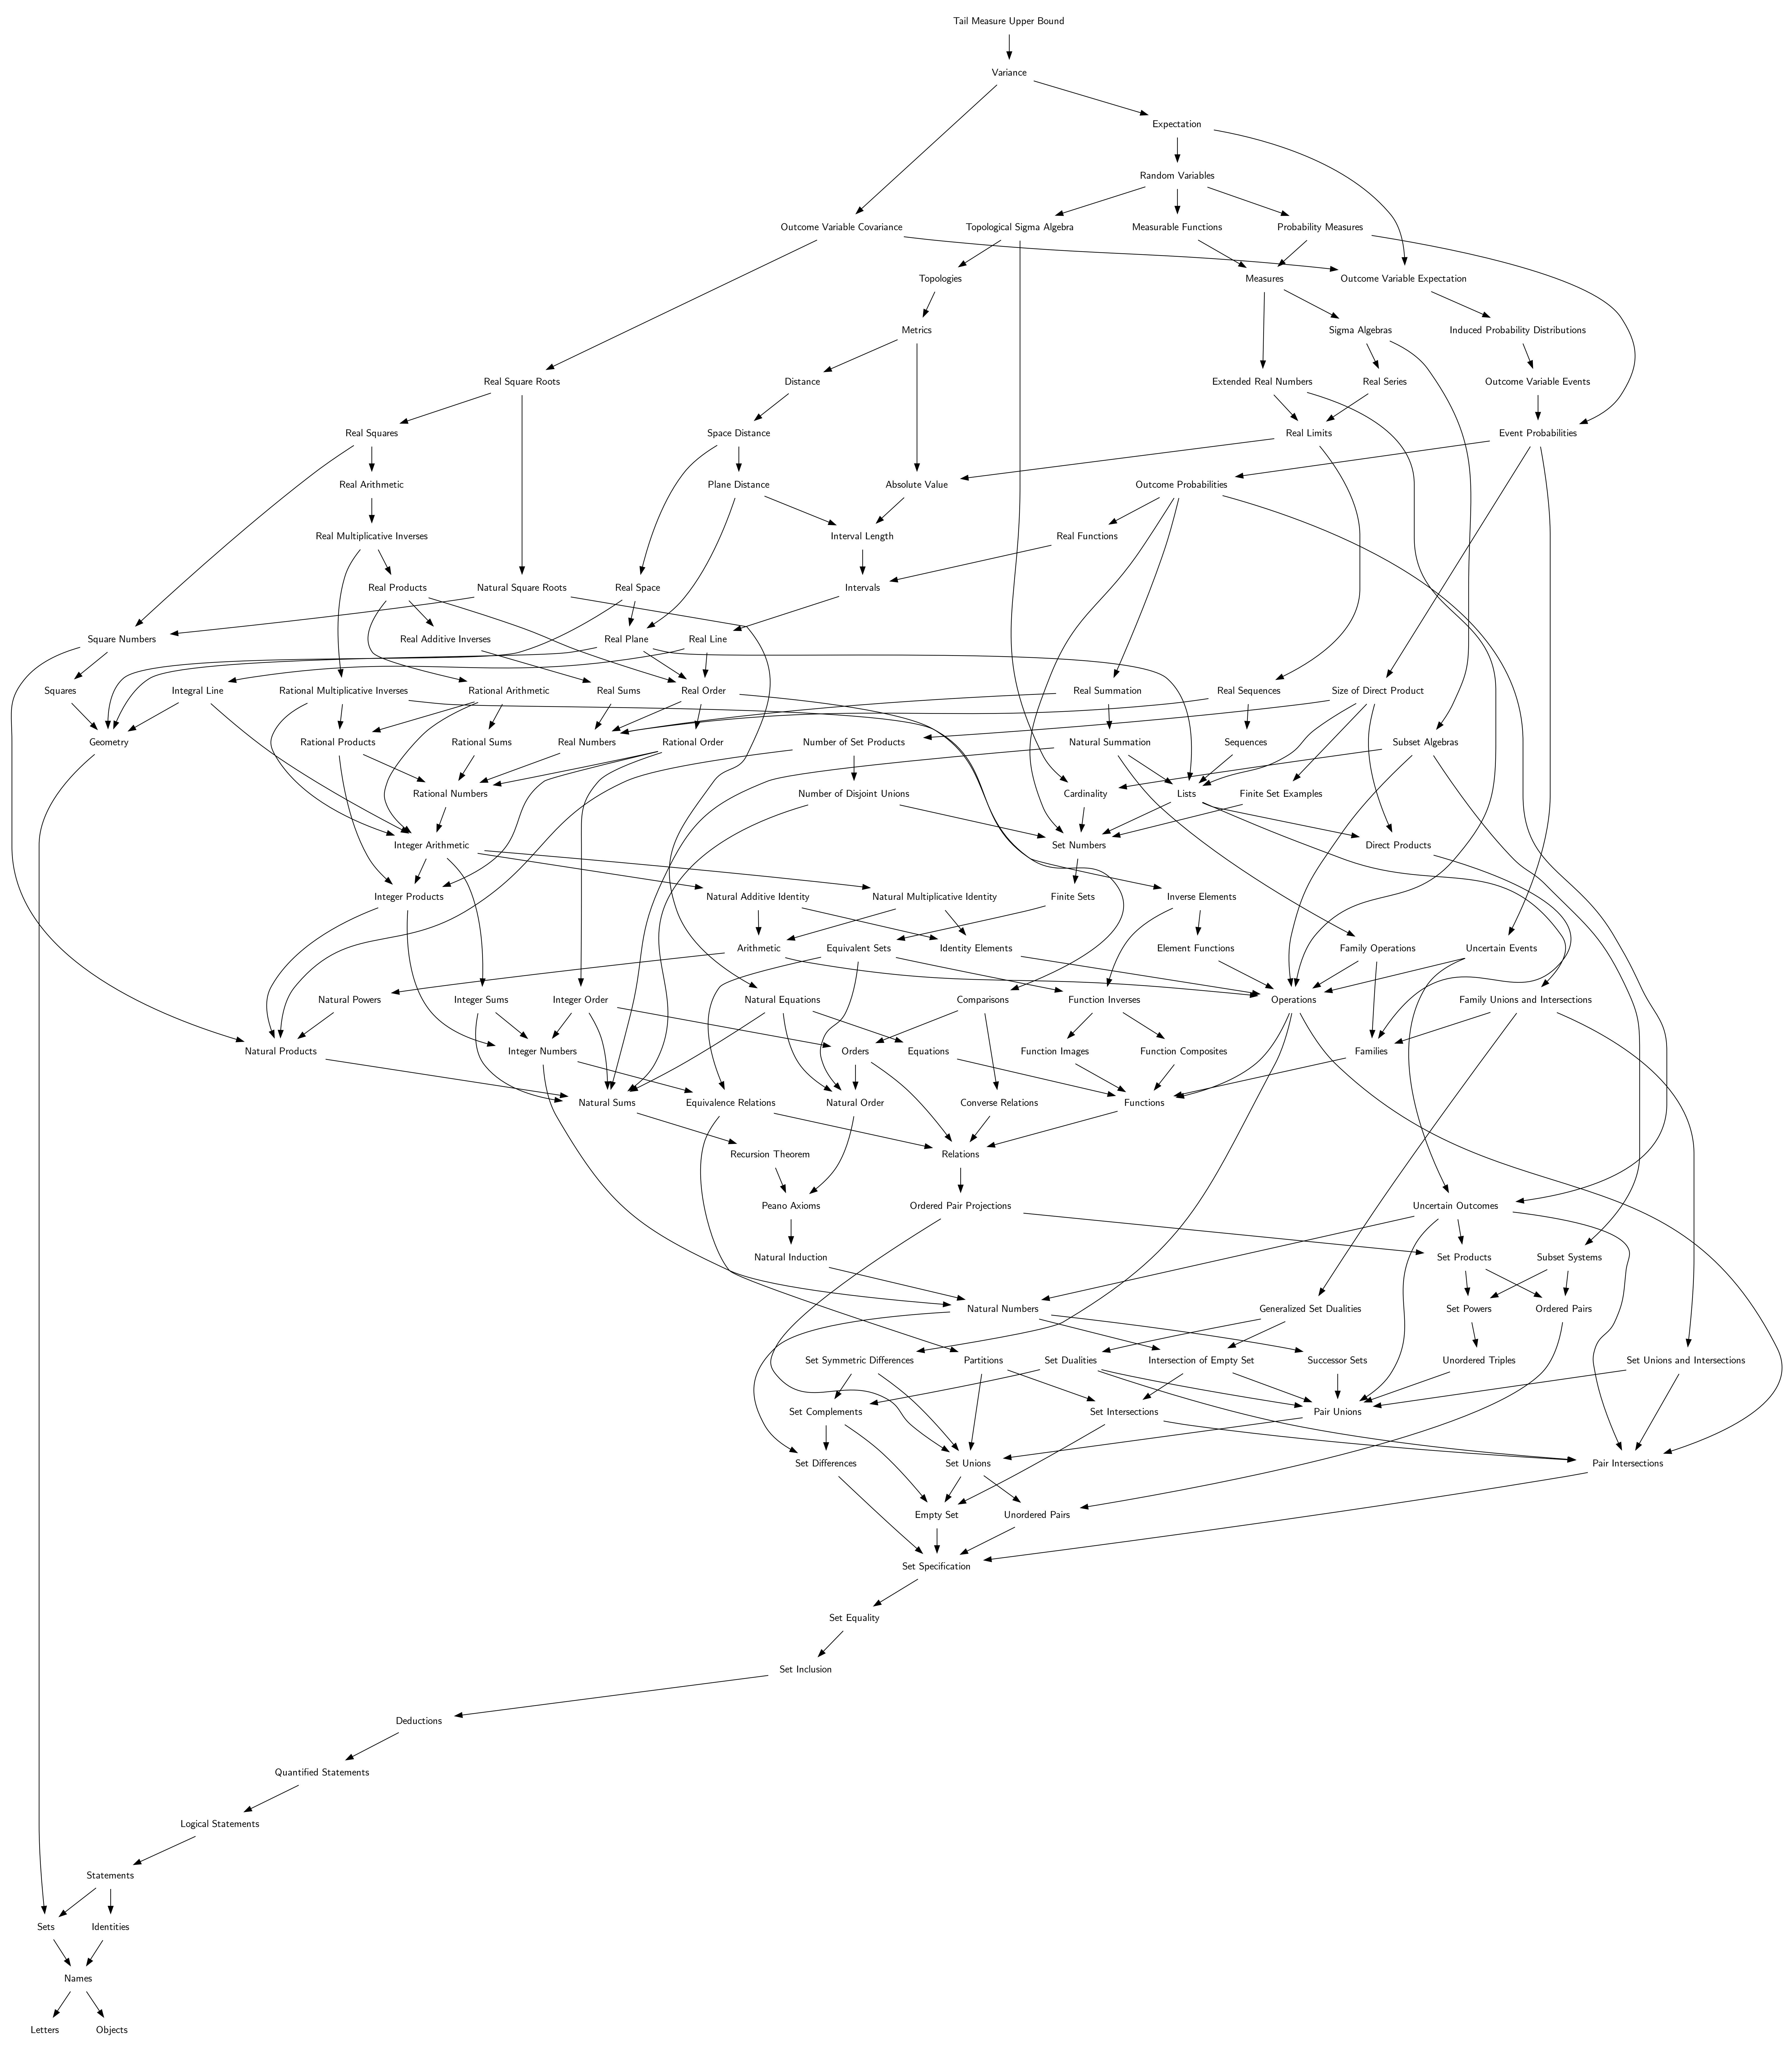 Tail Measure Upper Bound
Variance
Expectation
Random Variables
Outcome Variable Covariance
Topological Sigma Algebra
Measurable Functions
Probability Measures
Topologies
Measures
Outcome Variable Expectation
Metrics
Sigma Algebras
Induced Probability Distributions
Real Square Roots
Distance
Extended Real Numbers
Real Series
Outcome Variable Events
Real Squares
Space Distance
Real Limits
Event Probabilities
Real Arithmetic
Plane Distance
Absolute Value
Outcome Probabilities
Real Multiplicative Inverses
Interval Length
Real Functions
Real Products
Natural Square Roots
Real Space
Intervals
Square Numbers
Real Additive Inverses
Real Plane
Real Line
Squares
Integral Line
Rational Multiplicative Inverses
Rational Arithmetic
Real Sums
Real Order
Real Summation
Real Sequences
Size of Direct Product
Geometry
Rational Products
Rational Sums
Real Numbers
Rational Order
Number of Set Products
Natural Summation
Sequences
Subset Algebras
Rational Numbers
Number of Disjoint Unions
Cardinality
Lists
Finite Set Examples
Integer Arithmetic
Set Numbers
Direct Products
Integer Products
Natural Additive Identity
Natural Multiplicative Identity
Finite Sets
Inverse Elements
Arithmetic
Equivalent Sets
Identity Elements
Element Functions
Family Operations
Uncertain Events
Natural Powers
Integer Sums
Integer Order
Natural Equations
Comparisons
Function Inverses
Operations
Family Unions and Intersections
Natural Products
Integer Numbers
Orders
Equations
Function Images
Function Composites
Families
Natural Sums
Equivalence Relations
Natural Order
Converse Relations
Functions
Recursion Theorem
Relations
Peano Axioms
Ordered Pair Projections
Uncertain Outcomes
Natural Induction
Set Products
Subset Systems
Natural Numbers
Generalized Set Dualities
Set Powers
Ordered Pairs
Set Symmetric Differences
Partitions
Set Dualities
Intersection of Empty Set
Successor Sets
Unordered Triples
Set Unions and Intersections
Set Complements
Set Intersections
Pair Unions
Set Differences
Set Unions
Pair Intersections
Empty Set
Unordered Pairs
Set Specification
Set Equality
Set Inclusion
Deductions
Quantified Statements
Logical Statements
Statements
Sets
Identities
Names
Letters
Objects